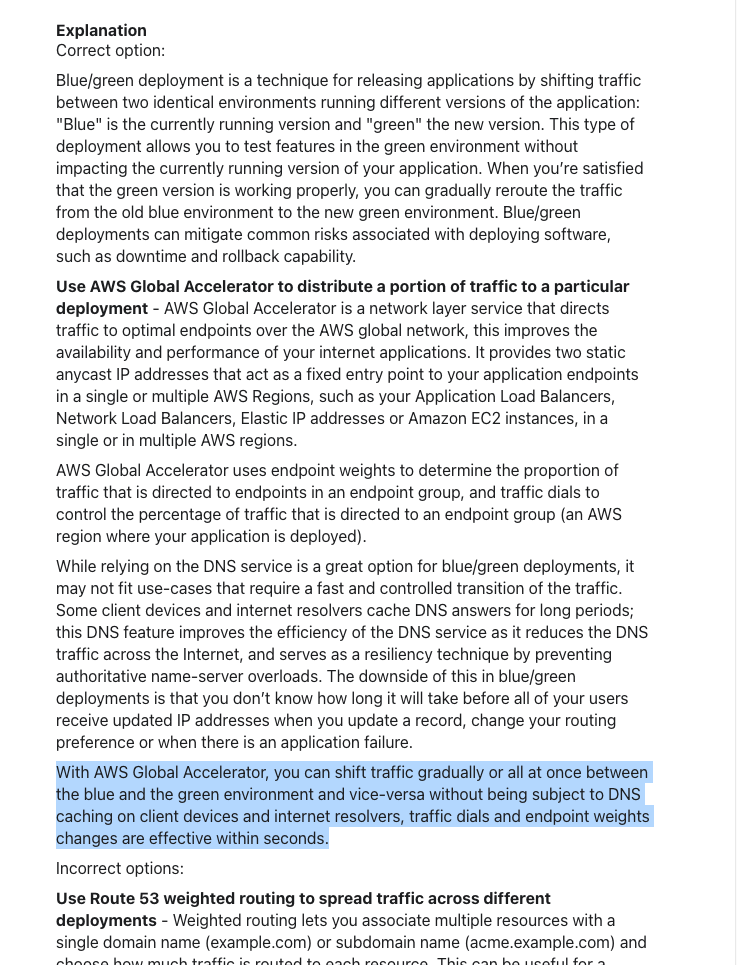 Explanation
Correct option:
Blue/green deployment is a technique for releasing applications by shifting traffic
between two identical environments running different versions of the application:
"Blue" is the currently running version and "green" the new version. This type of
deployment allows you to test features in the green environment without
impacting the currently running version of your application. When you’re satisfied
that the green version is working properly, you can gradually reroute the traffic
from the old blue environment to the new green environment. Blue/green
deployments can mitigate common risks associated with deploying software,
such as downtime and rollback capability.
Use AWS Global Accelerator to distribute a portion of traffic to a particular
deployment - AWS Global Accelerator is a network layer service that directs
traffic to optimal endpoints over the AWS global network, this improves the
availability and performance of your internet applications. It provides two static
anycast IP addresses that act as a fixed entry point to your application endpoints
in a single or multiple AWS Regions, such as your Application Load Balancers,
Network Load Balancers, Elastic IP addresses or Amazon EC2 instances, in a
single or in multiple AWS regions.
AWS Global Accelerator uses endpoint weights to determine the proportion of
traffic that is directed to endpoints in an endpoint group, and traffic dials to
control the percentage of traffic that is directed to an endpoint group (an AWS
region where your application is deployed).
While relying on the DNS service is a great option for blue/green deployments, it
may not fit use-cases that require a fast and controlled transition of the traffic.
Some client devices and internet resolvers cache DNS answers for long periods;
this DNS feature improves the efficiency of the DNS service as it reduces the DNS
traffic across the Internet, and serves as a resiliency technique by preventing
authoritative name-server overloads. The downside of this in blue/green
deployments is that you don’t know how long it will take before all of your users
receive updated IP addresses when you update a record, change your routing
preference or when there is an application failure.
With AWS Global Accelerator, you can shift traffic gradually or all at once between
the blue and the green environment and vice-versa without being subject to DNS
caching on client devices and internet resolvers, traffic dials and endpoint weights
changes are effective within seconds.
Incorrect options:
Use Route 53 weighted routing to spread traffic across different
deployments - Weighted routing lets you associate multiple resources with a
single domain name (example.com) or subdomain name (acme.example.com) and
choose how much traffic is routed to each resource. This can be useful for a